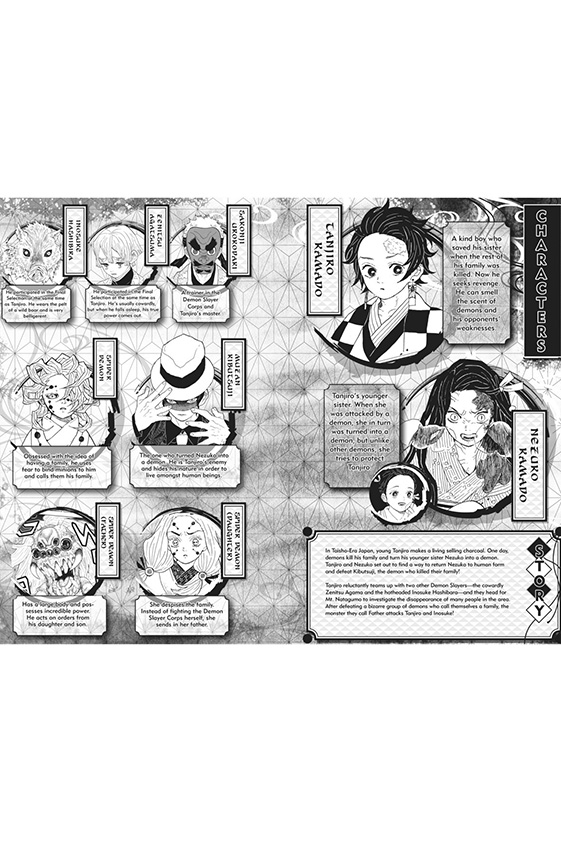 CHARACTERS
TANJIRO
KAMADO
A kind boy who
saved his sister
when the rest of
his family was
killed. Now he
seeks revenge.
He can smell
the scent of
demons and
his opponents'
weaknesses.
NEZUKO
KAMADO
Tanjiro's younger
sister. When she
was attacked by a
demon, she in turn
was turned into a
demon, but unlike
other demons, she
tries to protect
Tanjiro.
SAKONJI
UROKODAKI
A trainer in the
Demon Slayer
Corps and
Tanjiro's master.
ZENITSU
AGATSUMA
He participated in the Final
Selection at the same time as
Tanjiro. He's usually cowardly,
but when he falls asleep, his true
power comes out.
INOSUKE
HASHIBIRA
He participated in the Final
Selection at the same time
as Tanjiro. He wears the pelt
of a wild boar and is very
belligerent.
MUZAN
KIBUTSUJI
The one who turned Nezuko into
a demon. He is Tanjiro's enemy
and hides his nature in order to
live amongst human beings.
SPIDER
DEMON
Obsessed with the idea of
having a family, he uses
fear to bind minions to him
and calls them his family.
SPIDER DEMON
(DAUGHTER)
She despises the family.
Instead of fighting the Demon
Slayer Corps herself, she
sends in her father.
SPIDER DEMON
(FATHER)
Has a large body and pos-
sesses incredible power.
He acts on orders from
his daughter and son.
STORY
In Taisho-Era Japan, young Tanjiro makes a living selling charcoal. One day,
demons kill his family and turn his younger sister Nezuko into a demon.
Tanjiro and Nezuko set out to find a way to return Nezuko to human form
and defeat Kibutsuji, the demon who killed their family!
Tanjiro reluctantly teams up with two other Demon Slayers—the cowardly
Zenitsu Agama and the hotheaded Inosuke Hashibara—and they head for
Mt. Natagumo to investigate the disappearance of many people in the area.
After defeating a bizarre group of demons who call themselves a family, the
monster they call Father attacks Tanjiro and Inosuke!